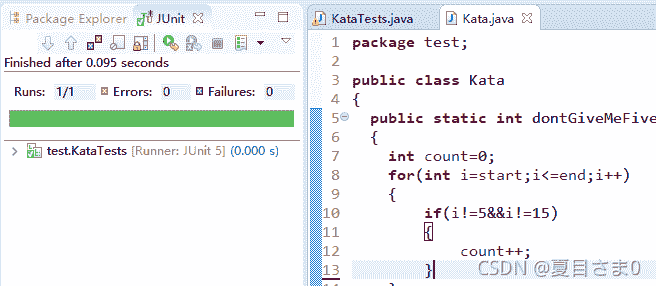 Package Explorer JUnit
Finished after 0.095 seconds
Runs: 1/1 Errors: 0 Failures: 0
test.KataTests [Runner: JUnit 5] (0.000 s)
KataTests.java Kata.java
1 package test;
2
3 public class Kata
4 {
5 public static int dontGiveMeFive
6 {
7 int count=0;
8 for(int i=start;i<=end;i++)
9 {
10 if(i!=5&&i!=15)
11 {
12 count++;
13 }
CSDN @夏目さま0